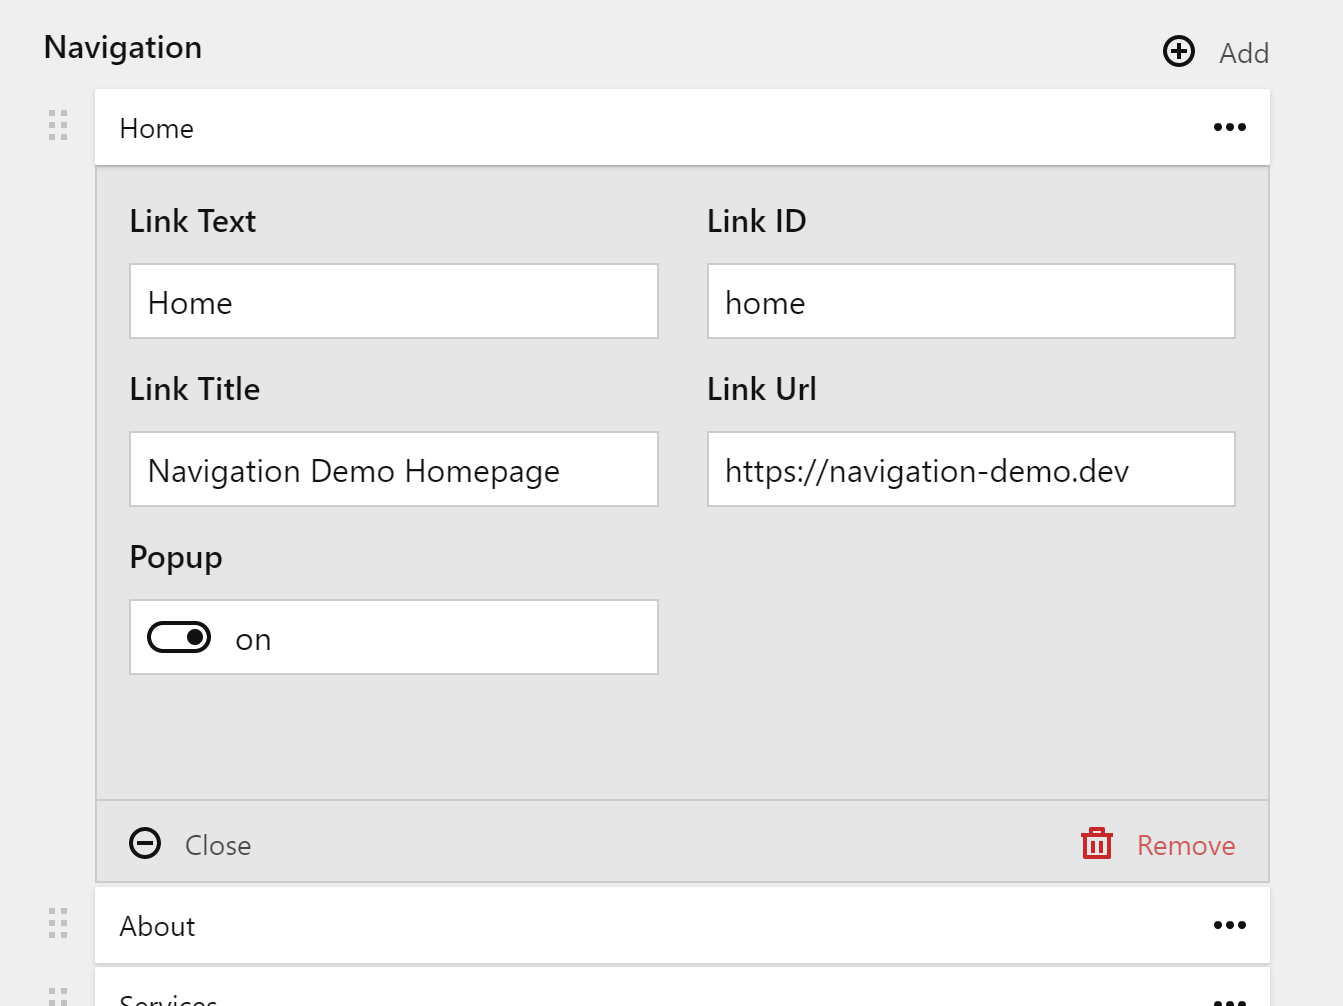 Navigation
Add
Home
Link Text
Link ID
Home
home
Link Title
Link Url
Navigation Demo Homepage
https://navigation-demo.dev
Popup
on
Close
Remove
About
Services